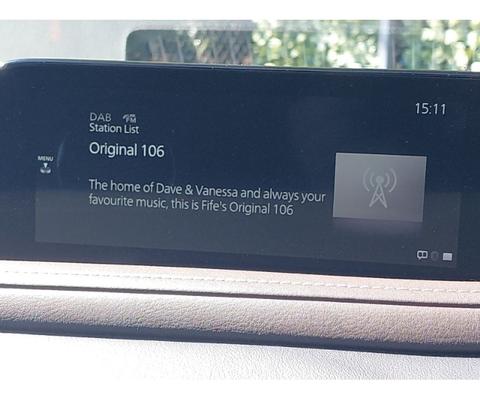 15:11
DAB FM
Station List
MENU
Original 106
The home of Dave & Vanessa and always your
favourite music, this is Fife's Original 106